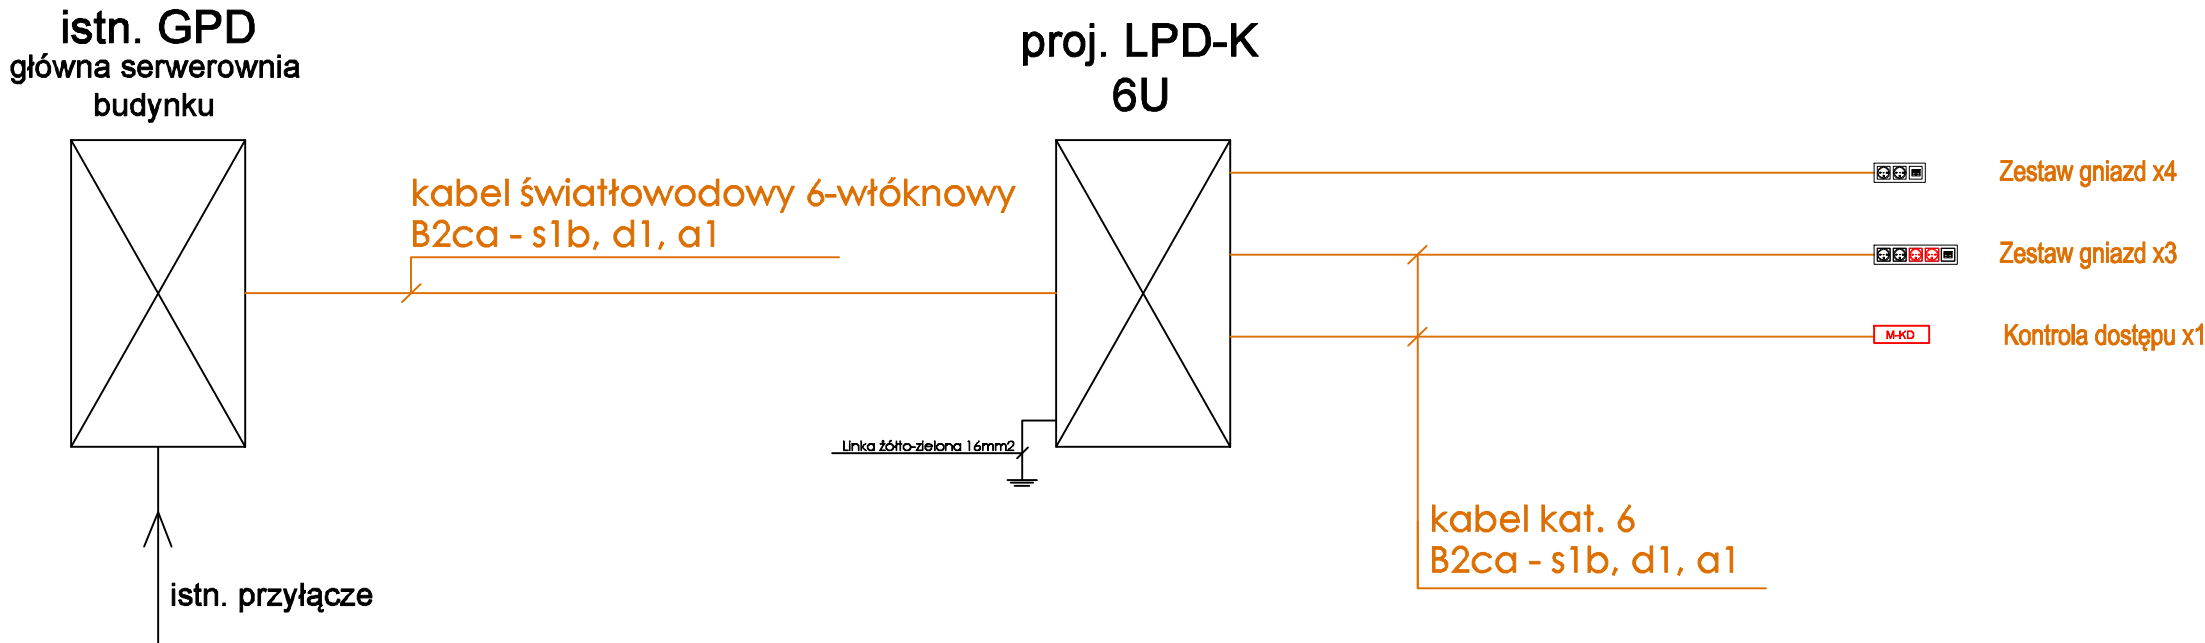 istn. GPD
główna serwerownia
budynku
proj. LPD-K
6U
kabel światłowodowy 6-włóknowy
B2ca - s1b, d1, a1
Zestaw gniazd x4
Zestaw gniazd x3
M-KD
Kontrola dostępu x1
Linka żółto-zielona 16mm2
kabel kat. 6
B2ca - s1b, d1, a1
istn. przyłącze